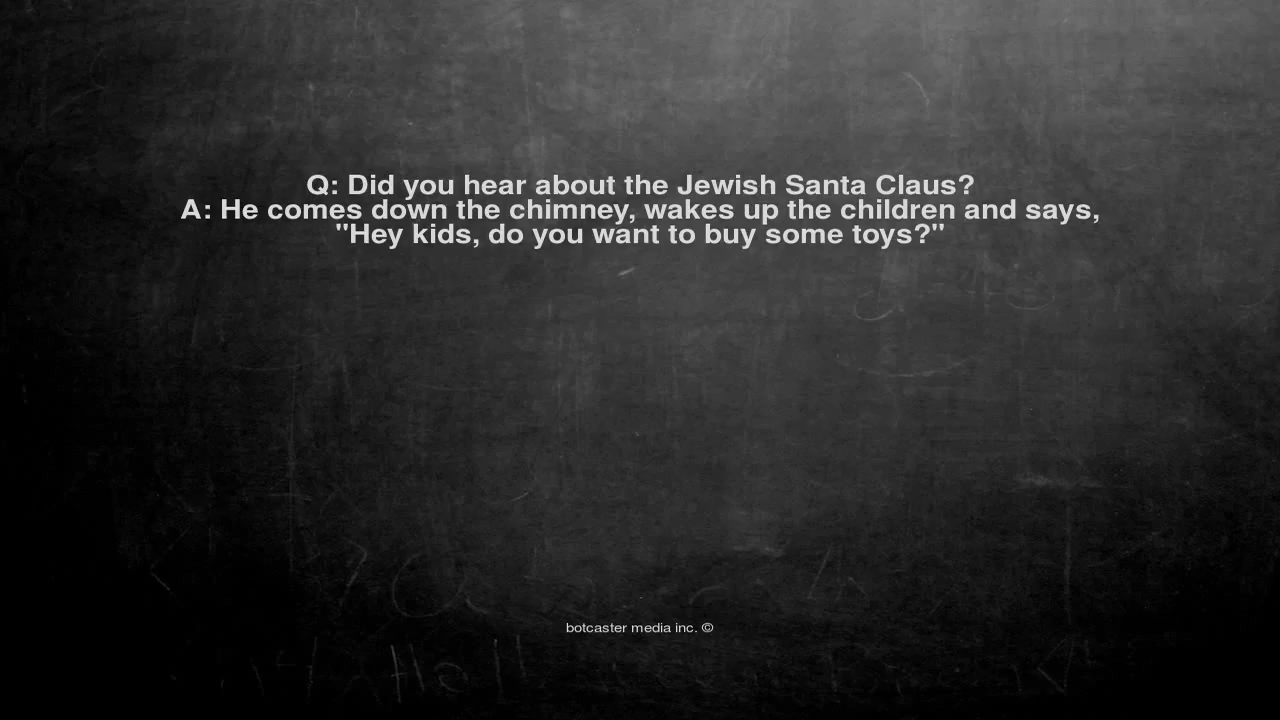 Q: Did you hear about the Jewish Santa Claus?
A: He comes down the chimney, wakes up the children and says,
"Hey kids, do you want to buy some toys?"
botcaster media inc. ©